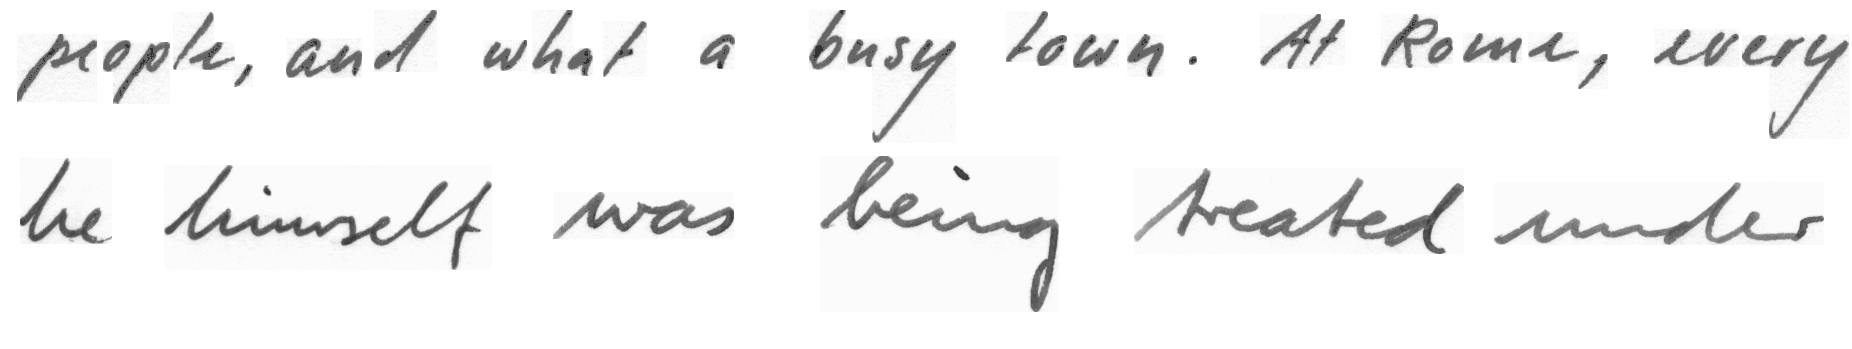 people, and what a busy town. At Rome, every
he himself was being treated under